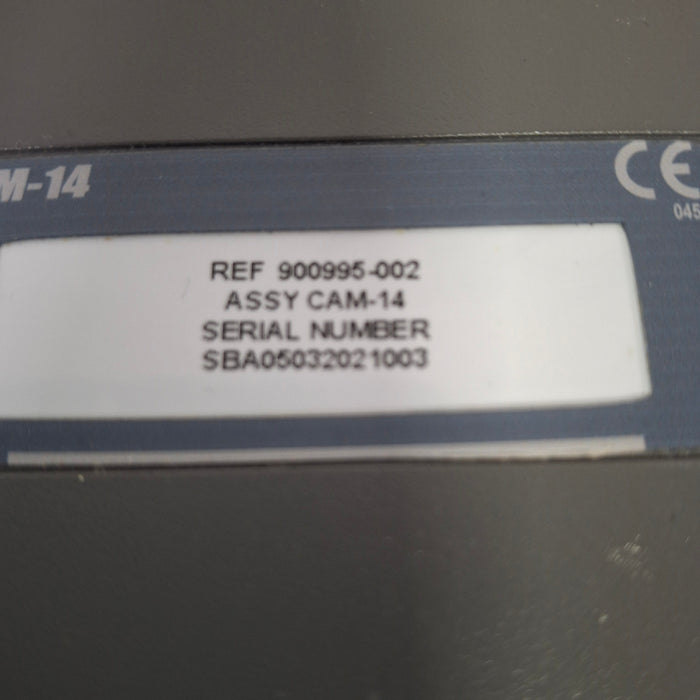 M-14
CE
045
REF 900995-002
ASSY CAM-14
SERIAL NUMBER
SBA05032021003